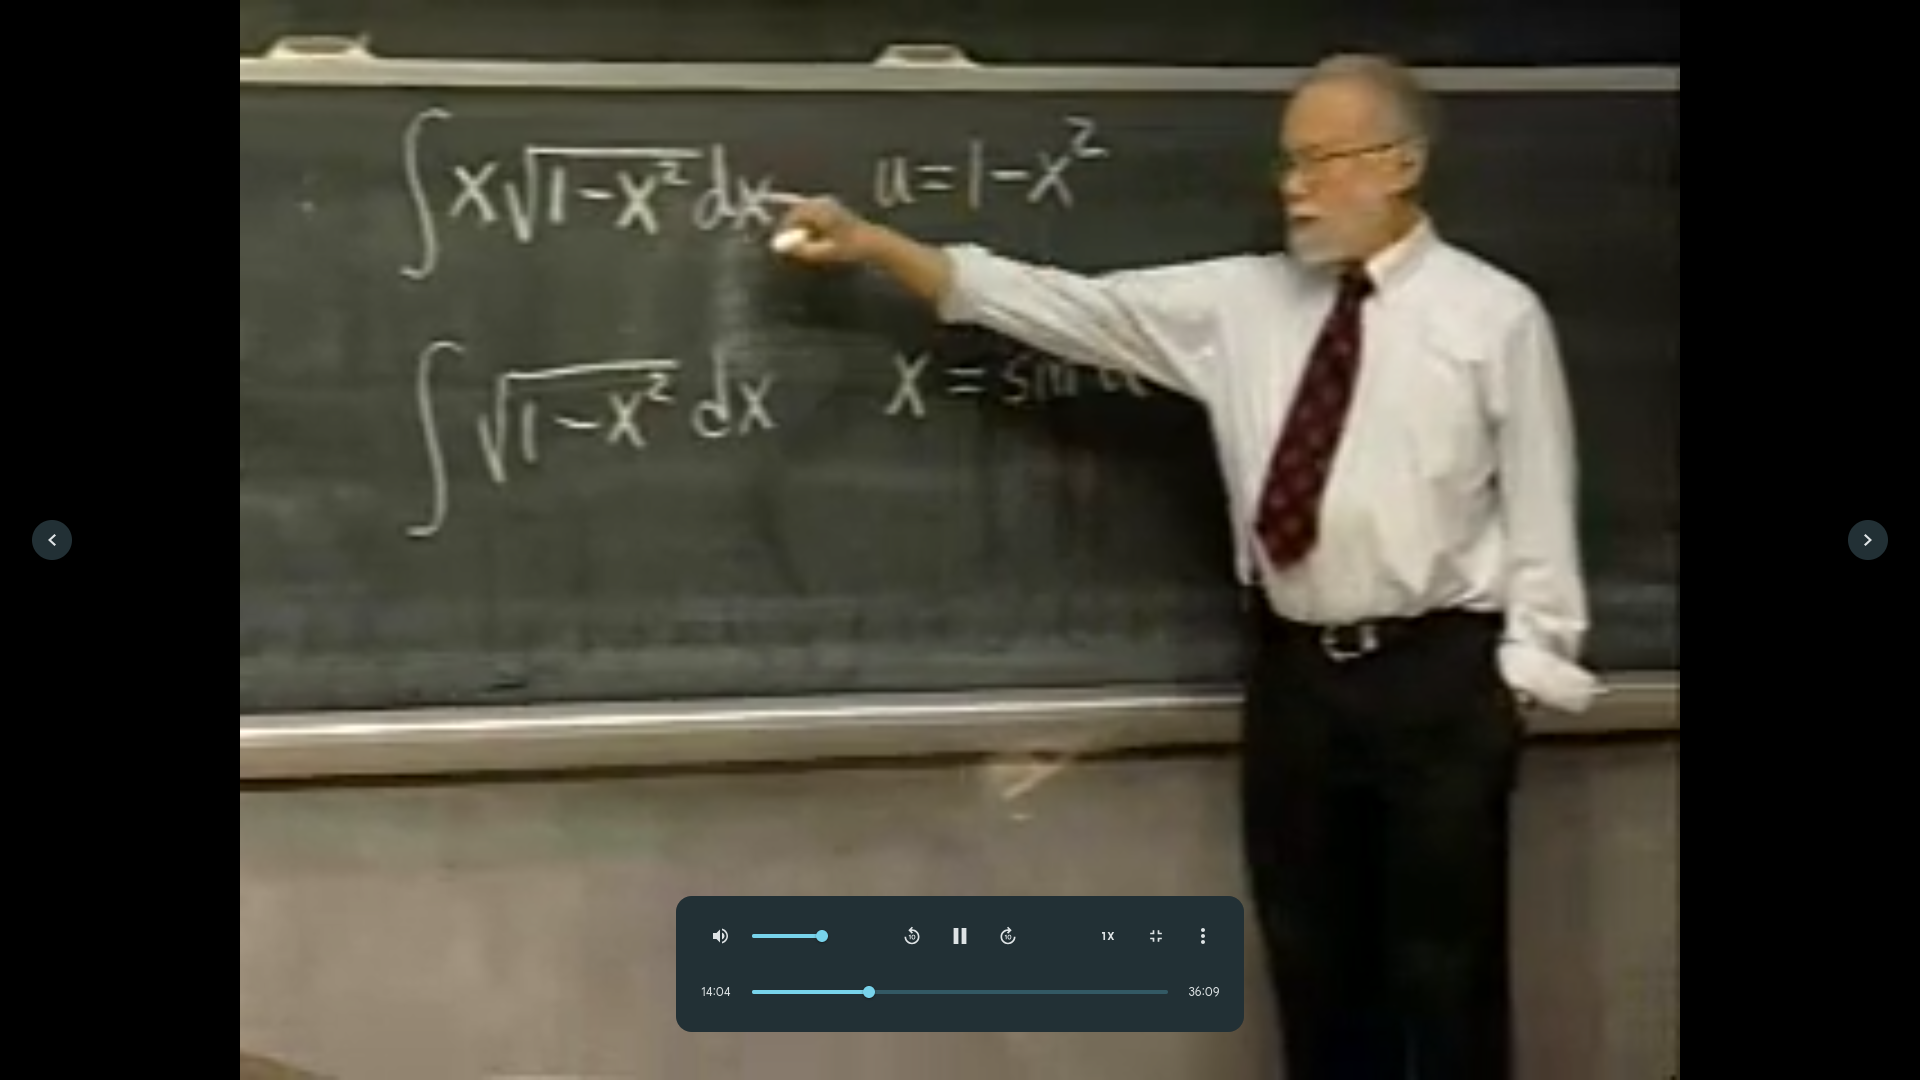 ∫ x√(1-x²) dx u = 1-x²
∫ √(1-x²) dx x = sin u
1X
14:04 36:09